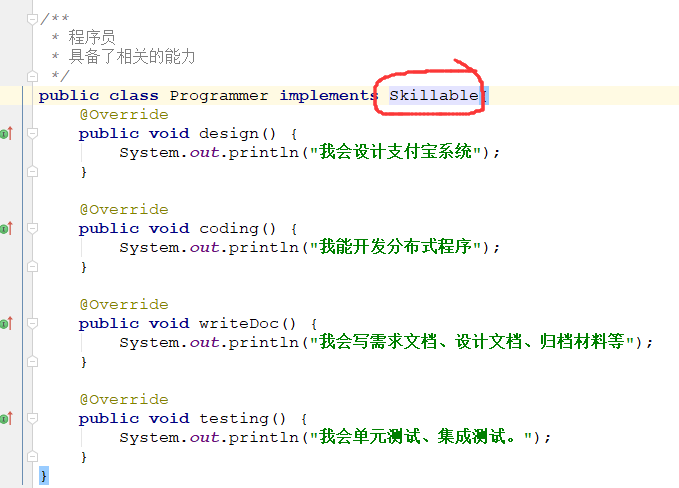 /**
* 程序员
* 具备了相关的能力
*/
public class Programmer implements Skillable{
@Override
public void design() {
System.out.println("我会设计支付宝系统");
}
@Override
public void coding() {
System.out.println("我能开发分布式程序");
}
@Override
public void writeDoc() {
System.out.println("我会写需求文档、设计文档、归档材料等");
}
@Override
public void testing() {
System.out.println("我会单元测试、集成测试。");
}
}